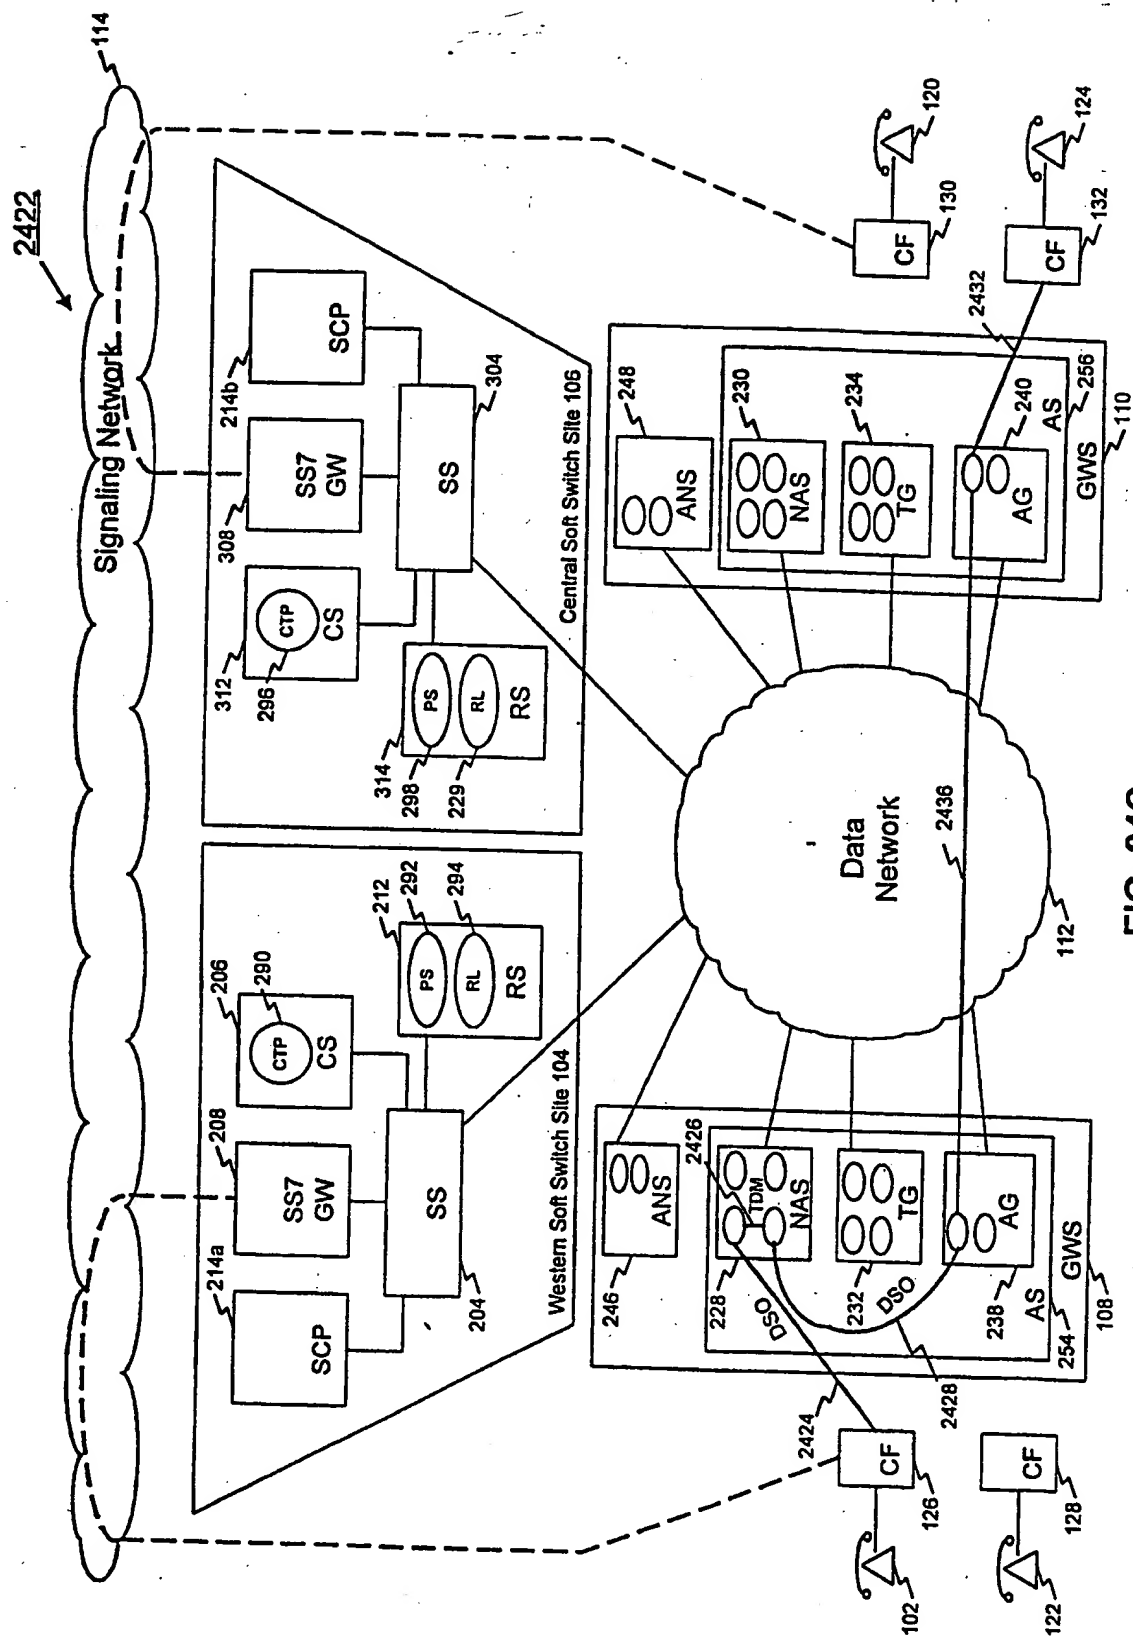 2422
114
Signaling Network
214a
SCP
208
SS7
GW
206
290
CTP
CS
212
PS
292
RL
294
RS
SS
204
Western Soft Switch Site 104
312
296
CTP
CS
308
SS7
GW
214b
SCP
314
298
PS
229
RL
RS
SS
304
Central Soft Switch Site 106
246
ANS
2426
228
TDM
NAS
DSO
232
TG
DSO
238
AG
AS
254
GWS
108
2424
2428
102
CF
126
122
CF
128
Data
Network
112
2436
248
ANS
230
NAS
234
TG
240
AG
AS
256
GWS
110
2432
120
CF
130
124
CF
132